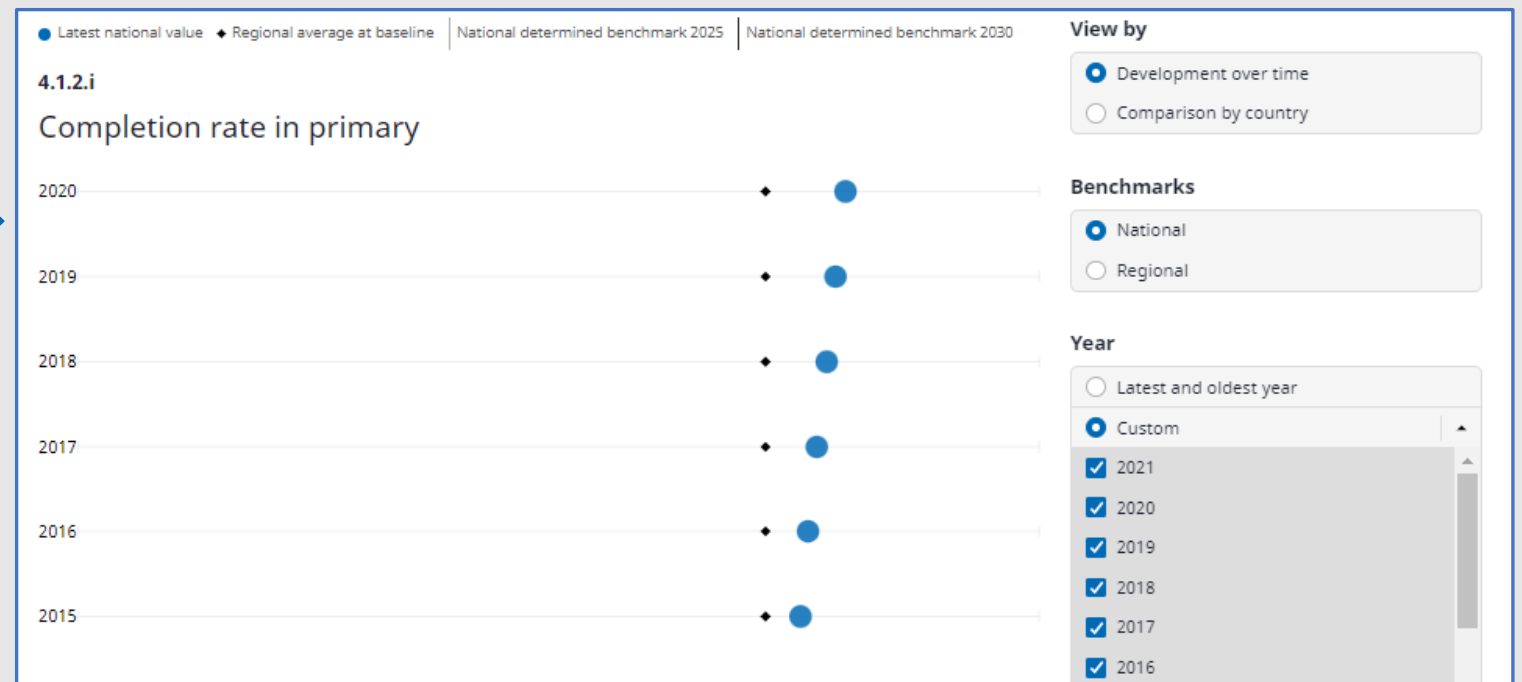 Latest national value Regional average at baseline National determined benchmark 2025 National determined benchmark 2030
4.1.2.i
Completion rate in primary
2020
2019
2018
2017
2016
2015
View by
Development over time
Comparison by country
Benchmarks
National
Regional
Year
Latest and oldest year
Custom
2021
2020
2019
2018
2017
2016